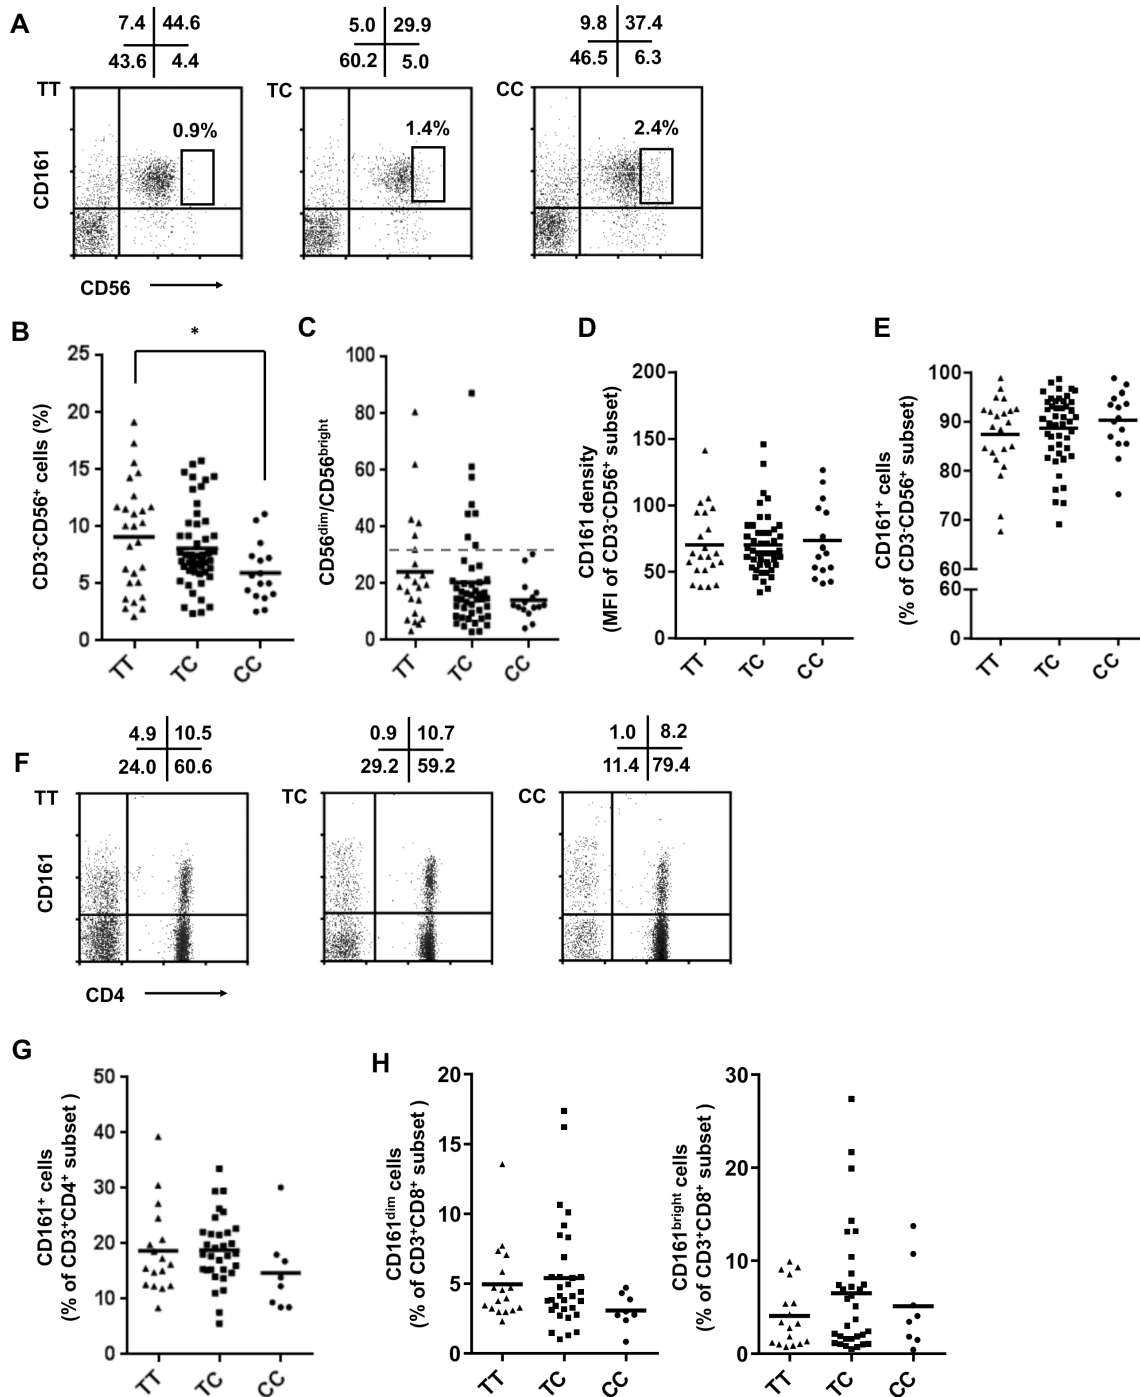 A
7.4 44.6
43.6 4.4
5.0 29.9
60.2 5.0
9.8 37.4
46.5 6.3
TT
TC
CC
0.9%
1.4%
2.4%
CD161
CD56
B
*
25
20
15
10
5
0
CD3⁻CD56⁺ cells (%)
TT
TC
CC
C
100
80
60
40
20
0
CD56ᵈⁱᵐ/CD56ᵇʳⁱᵍʰᵗ
TT
TC
CC
D
200
150
100
50
0
CD161 density
(MFI of CD3⁻CD56⁺ subset)
TT
TC
CC
E
100
90
80
70
60
60
0
CD161⁺ cells
(% of CD3⁻CD56⁺ subset)
TT
TC
CC
F
4.9 10.5
24.0 60.6
0.9 10.7
29.2 59.2
1.0 8.2
11.4 79.4
TT
TC
CC
CD161
CD4
G
50
40
30
20
10
0
CD161⁺ cells
(% of CD3⁺CD4⁺ subset )
TT
TC
CC
H
20
15
10
5
0
CD161ᵈⁱᵐ cells
(% of CD3⁺CD8⁺ subset )
TT
TC
CC
30
20
10
0
CD161ᵇʳⁱᵍʰᵗ cells
(% of CD3⁺CD8⁺ subset )
TT
TC
CC